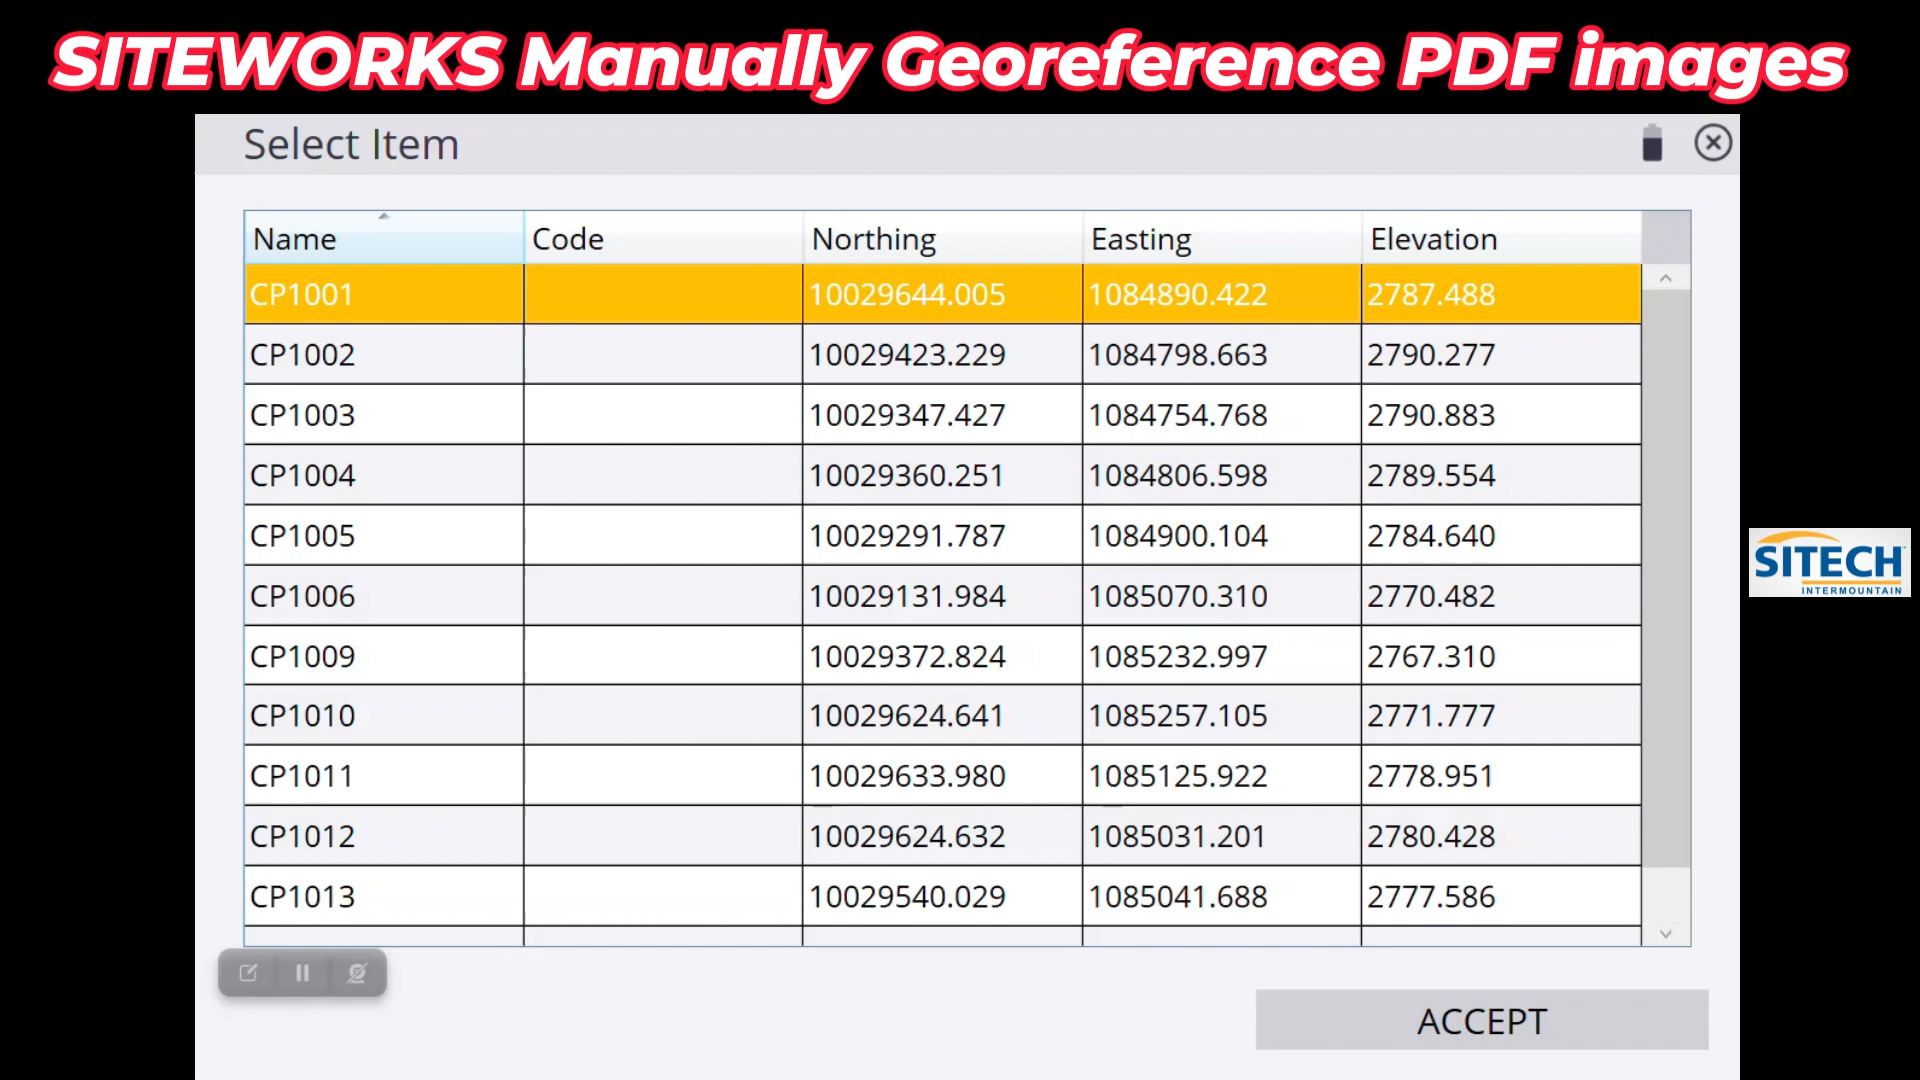 SITEWORKS Manually Georeference PDF images
Select Item
Name Code Northing Easting Elevation
CP1001 10029644.005 1084890.422 2787.488
CP1002 10029423.229 1084798.663 2790.277
CP1003 10029347.427 1084754.768 2790.883
CP1004 10029360.251 1084806.598 2789.554
CP1005 10029291.787 1084900.104 2784.640
CP1006 10029131.984 1085070.310 2770.482
CP1009 10029372.824 1085232.997 2767.310
CP1010 10029624.641 1085257.105 2771.777
CP1011 10029633.980 1085125.922 2778.951
CP1012 10029624.632 1085031.201 2780.428
CP1013 10029540.029 1085041.688 2777.586
ACCEPT
SITECH
INTERMOUNTAIN